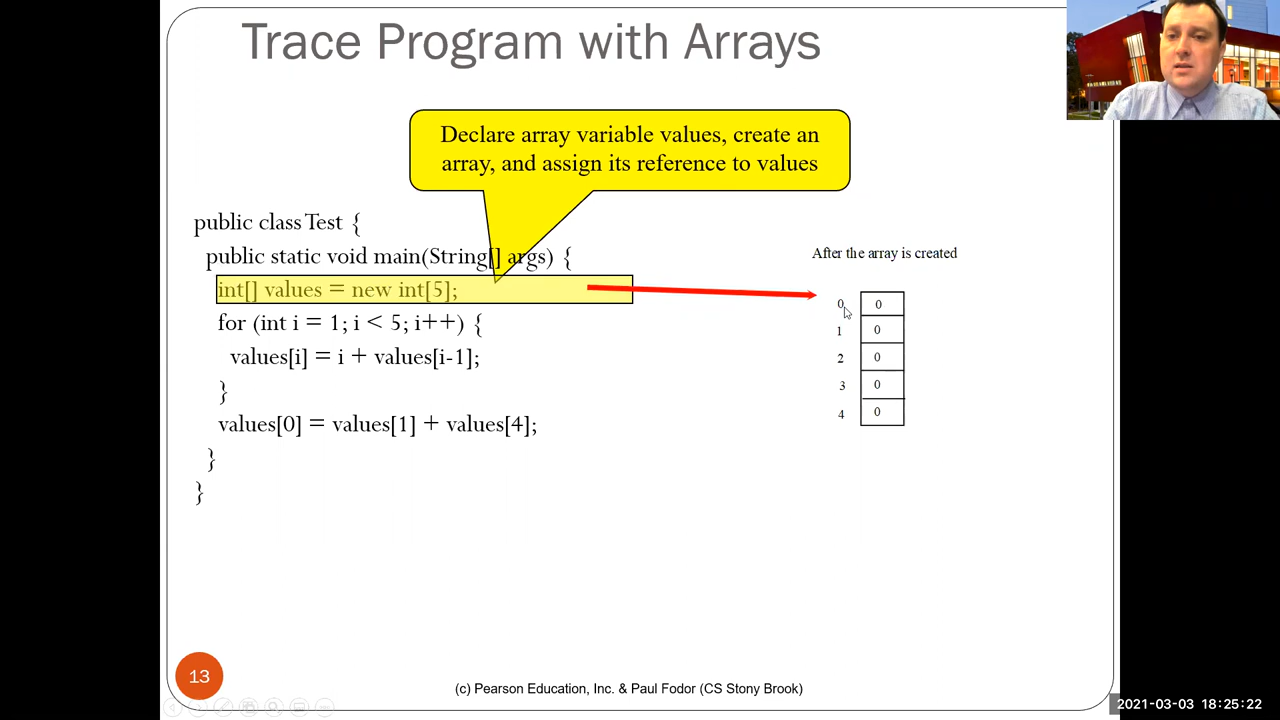 Trace Program with Arrays
Declare array variable values, create an
array, and assign its reference to values
public class Test {
public static void main(String[] args) {
int[] values = new int[5];
for (int i = 1; i < 5; i++) {
values[i] = i + values[i-1];
}
values[0] = values[1] + values[4];
}
}
After the array is created
0 0
1 0
2 0
3 0
4 0
13
(c) Pearson Education, Inc. & Paul Fodor (CS Stony Brook)
2021-03-03 18:25:22